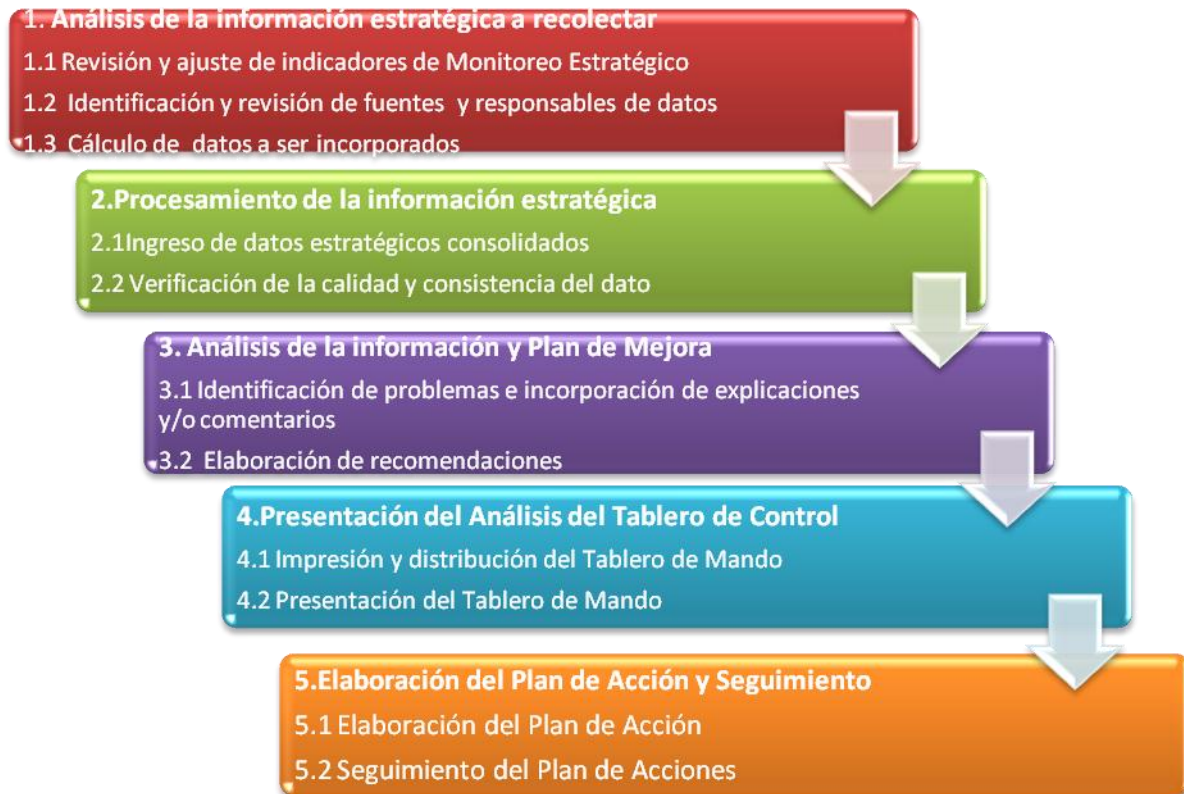 1. Análisis de la información estratégica a recolectar
1.1 Revisión y ajuste de indicadores de Monitoreo Estratégico
1.2 Identificación y revisión de fuentes y responsables de datos
1.3 Cálculo de datos a ser incorporados
2.Procesamiento de la información estratégica
2.1Ingreso de datos estratégicos consolidados
2.2 Verificación de la calidad y consistencia del dato
3. Análisis de la información y Plan de Mejora
3.1 Identificación de problemas e incorporación de explicaciones
y/o comentarios
3.2 Elaboración de recomendaciones
4.Presentación del Análisis del Tablero de Control
4.1 Impresión y distribución del Tablero de Mando
4.2 Presentación del Tablero de Mando
5.Elaboración del Plan de Acción y Seguimiento
5.1 Elaboración del Plan de Acción
5.2 Seguimiento del Plan de Acciones